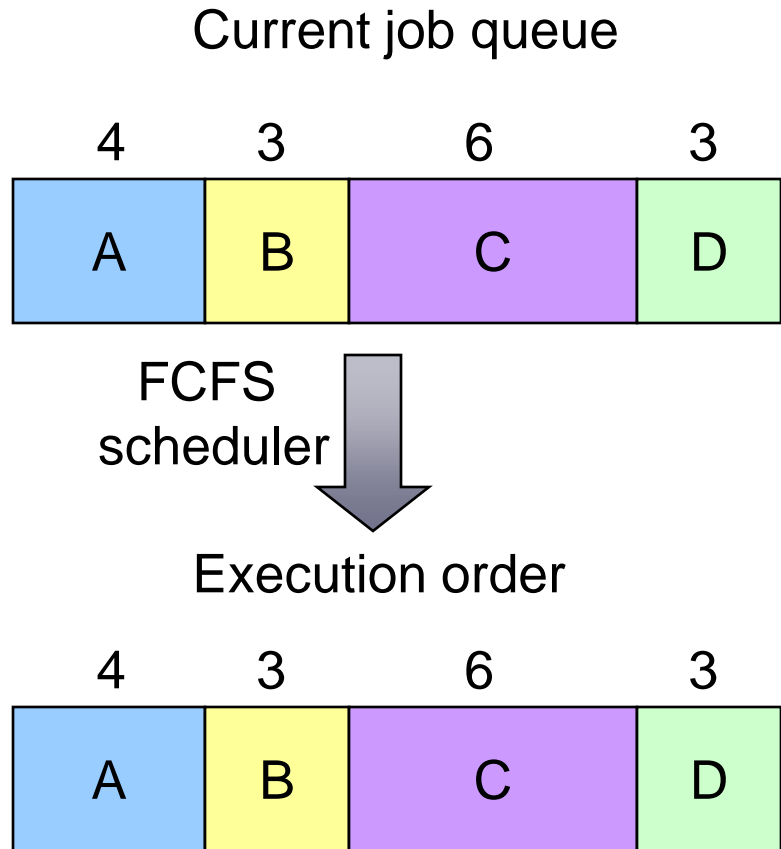 Current job queue
4 3 6 3
A B C D
FCFS
scheduler
Execution order
4 3 6 3
A B C D